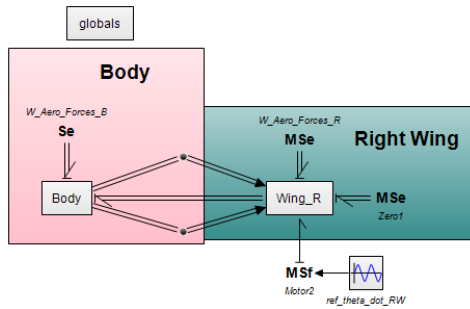 globals
Body
W_Aero_Forces_B
Se
W_Aero_Forces_R
MSe
Right Wing
Body
Wing_R
MSe
Zero1
MSf
Motor2
ref_theta_dot_RW